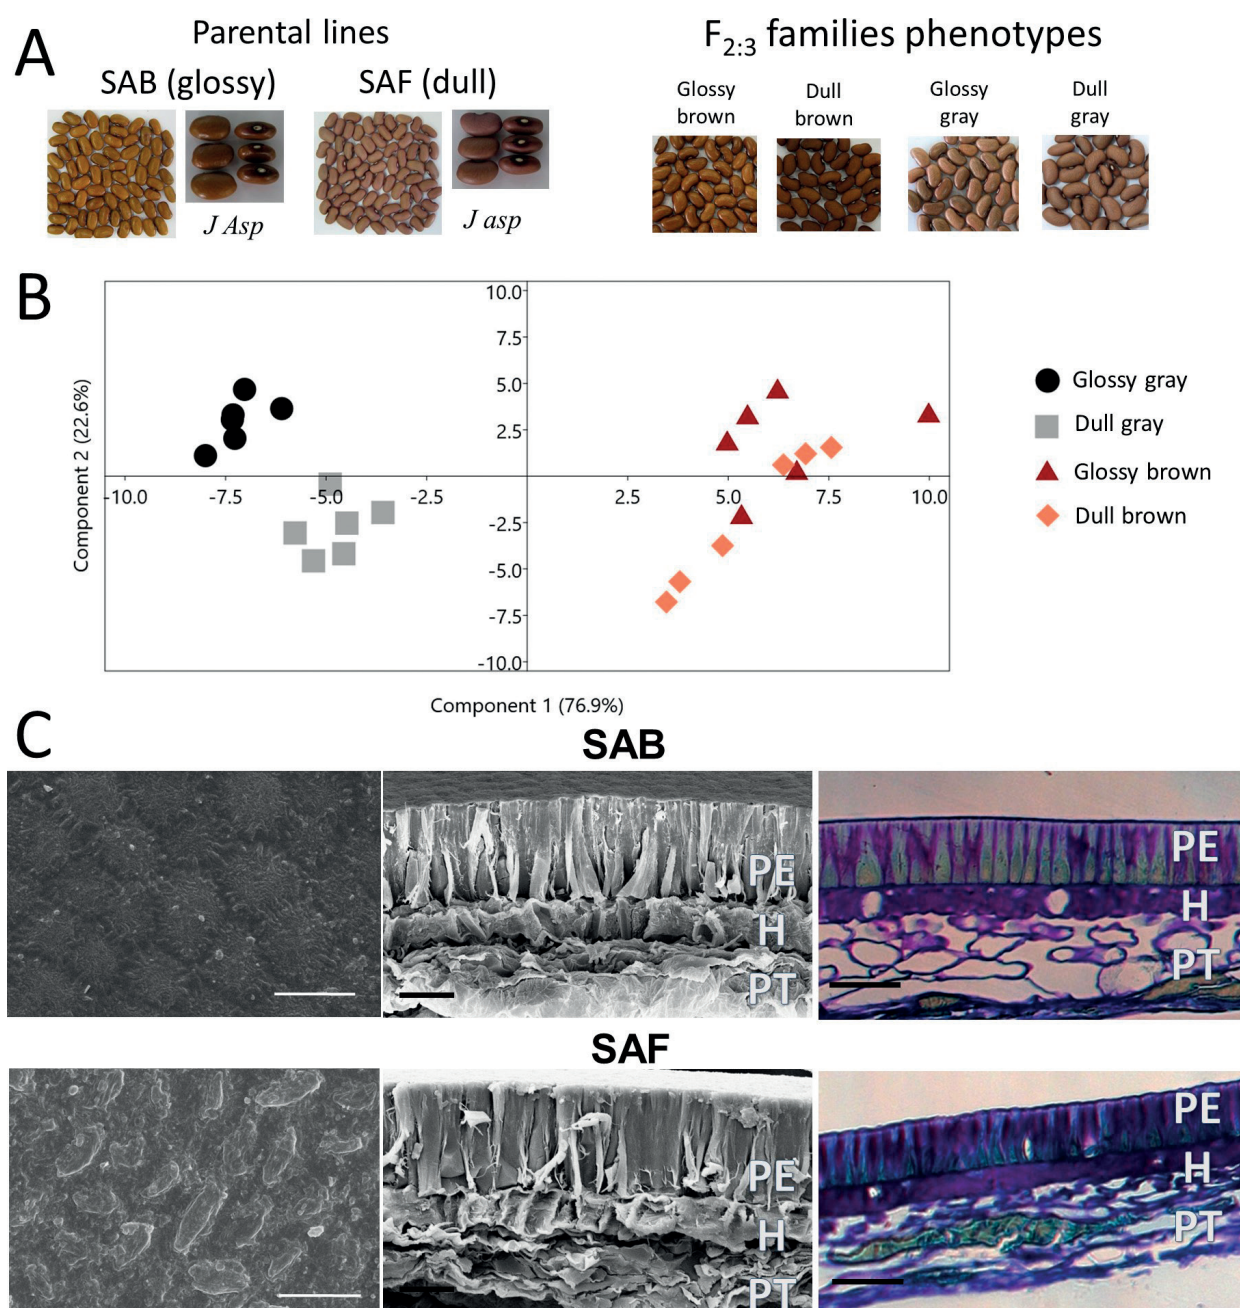 A
Parental lines
SAB (glossy)
SAF (dull)
J Asp
J asp
F2:3 families phenotypes
Glossy
brown
Dull
brown
Glossy
gray
Dull
gray
B
Component 2 (22.6%)
10.0
7.5
5.0
2.5
-10.0
-7.5
-5.0
-2.5
2.5
5.0
7.5
10.0
-2.5
-5.0
-7.5
-10.0
Component 1 (76.9%)
Glossy gray
Dull gray
Glossy brown
Dull brown
C
SAB
PE
H
PT
PE
H
PT
SAF
PE
H
PT
PE
H
PT